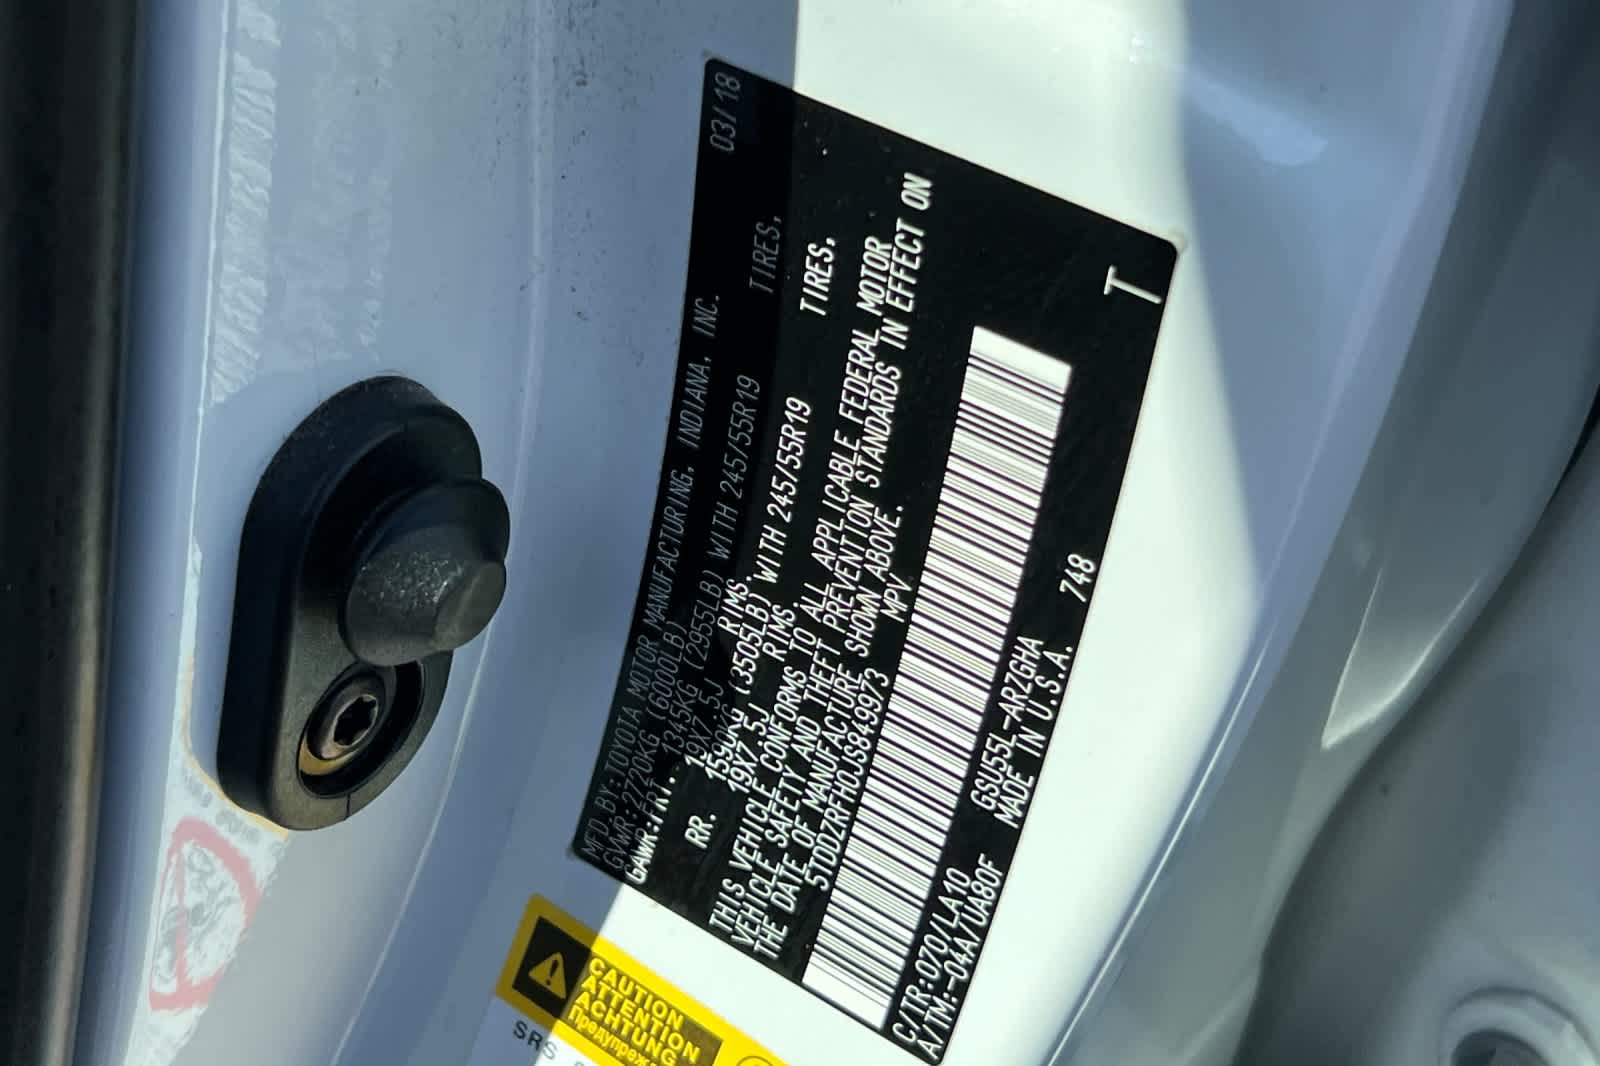 MFD. BY: TOYOTA MOTOR MANUFACTURING, INDIANA, INC. 03/18
GVWR: 2720KG (6000LB)
GAWR: FRT. 1345KG (2955LB) WITH 245/55R19 TIRES,
19X7.5J RIMS.
RR. (3505LB) WITH 245/55R19 TIRES,
19X7.5J RIMS.
THIS VEHICLE CONFORMS TO ALL APPLICABLE FEDERAL MOTOR
VEHICLE SAFETY AND THEFT PREVENTION STANDARDS IN EFFECT ON
THE DATE OF MANUFACTURE SHOWN ABOVE.
5TDDZRFH0JS849973 MPV
C/TR: 070/LA10 GSU55L-ARZGHA
A/TM: -04A/UA80F MADE IN U.S.A. 748
T
CAUTION
ATTENTION
ACHTUNG
SRS